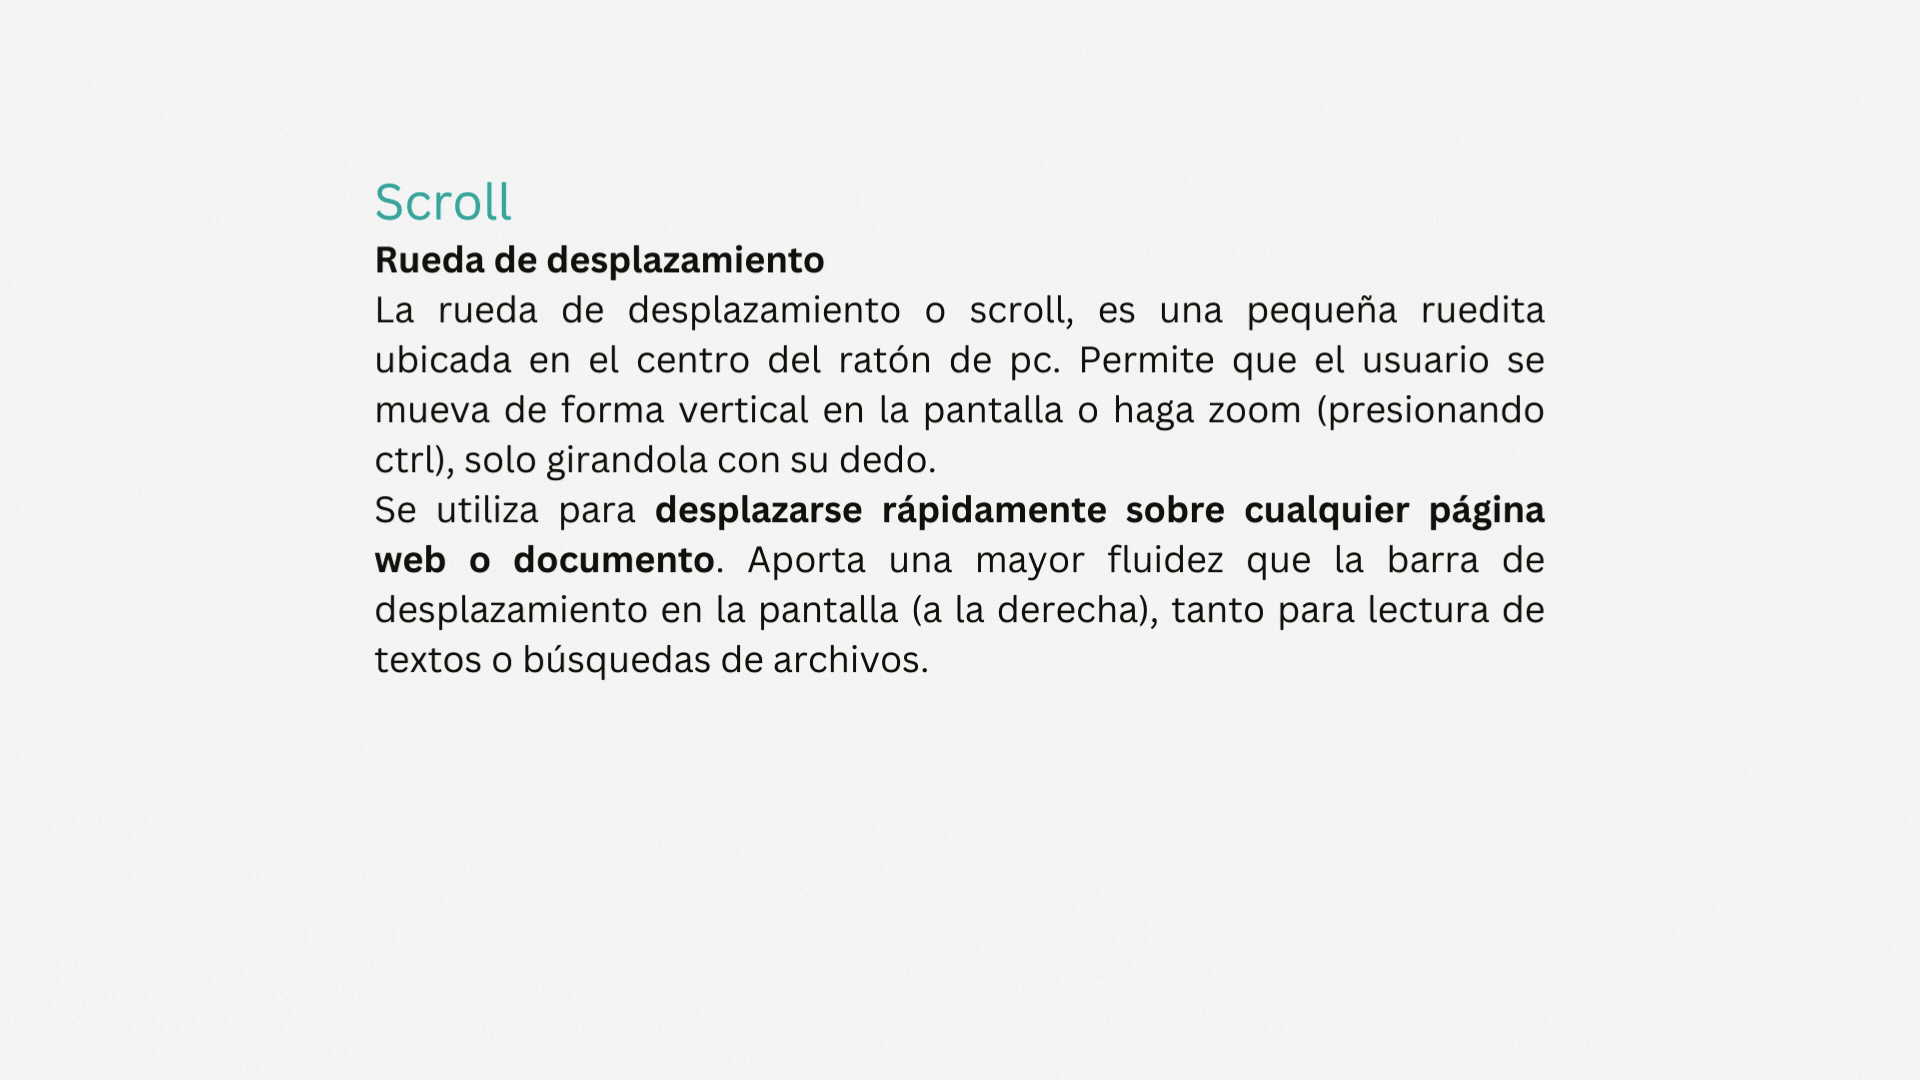 Scroll
Rueda de desplazamiento
La rueda de desplazamiento o scroll, es una pequeña ruedita
ubicada en el centro del ratón de pc. Permite que el usuario se
mueva de forma vertical en la pantalla o haga zoom (presionando
ctrl), solo girandola con su dedo.
Se utiliza para desplazarse rápidamente sobre cualquier página
web o documento. Aporta una mayor fluidez que la barra de
desplazamiento en la pantalla (a la derecha), tanto para lectura de
textos o búsquedas de archivos.